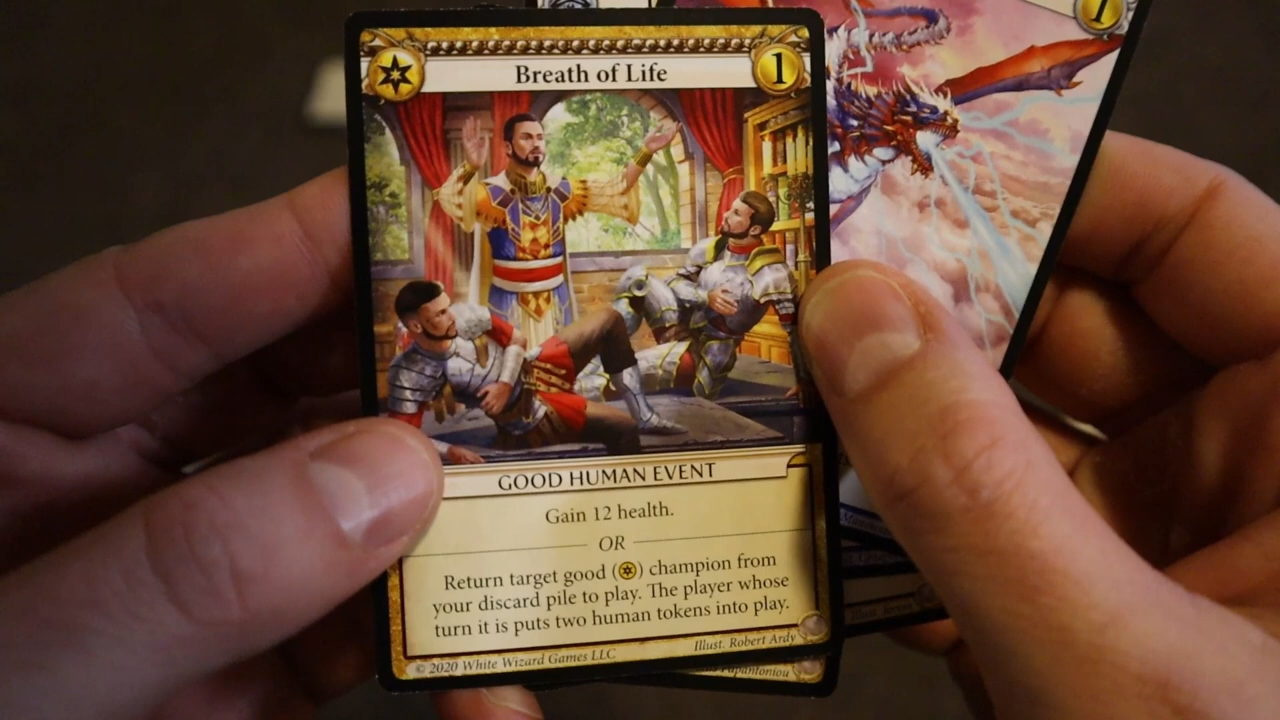 Breath of Life
1
1
GOOD HUMAN EVENT
Gain 12 health.
OR
Return target good ( ) champion from
your discard pile to play. The player whose
turn it is puts two human tokens into play.
Illust. Robert Ardy
© 2020 White Wizard Games LLC
Papantoniou